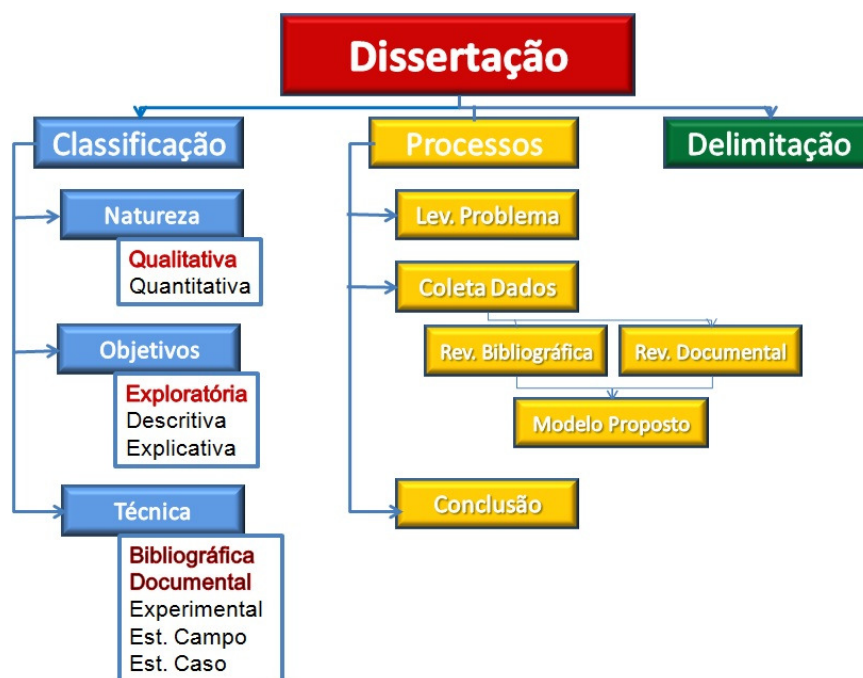 Dissertação
Classificação
Processos
Delimitação
Natureza
Qualitativa
Quantitativa
Objetivos
Exploratória
Descritiva
Explicativa
Técnica
Bibliográfica
Documental
Experimental
Est. Campo
Est. Caso
Lev. Problema
Coleta Dados
Rev. Bibliográfica
Rev. Documental
Modelo Proposto
Conclusão